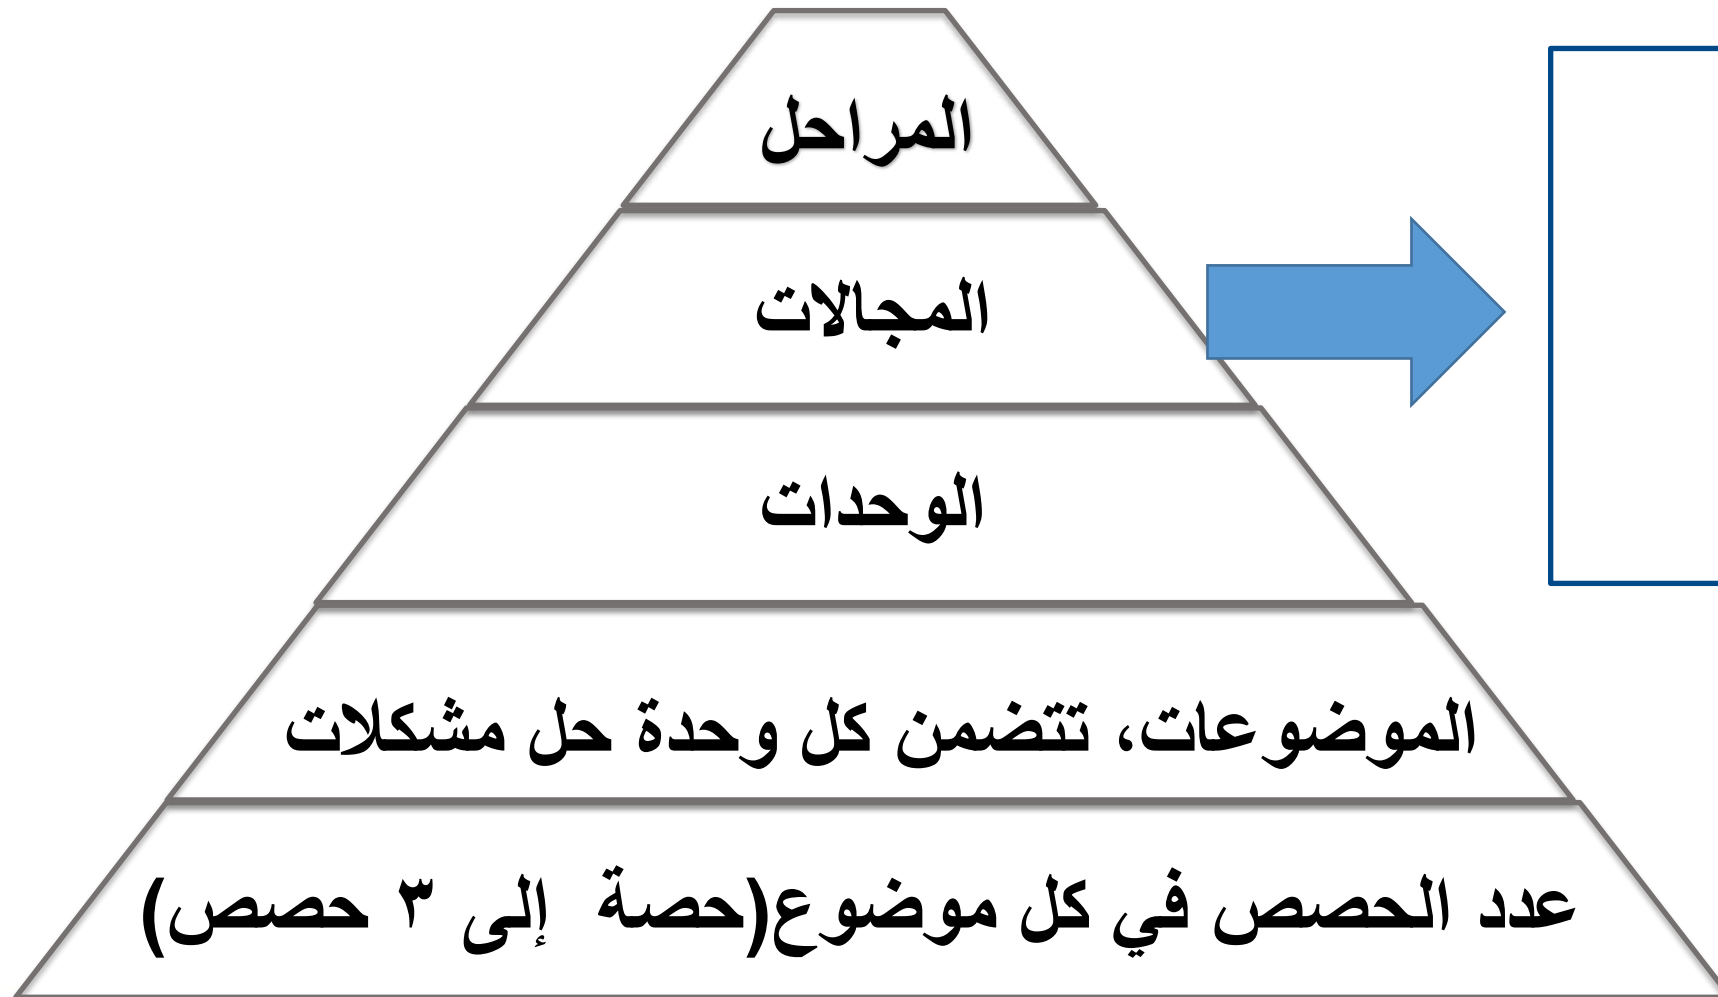 المراحل
المجالات
الوحدات
الموضوعات، تتضمن كل وحدة حل مشكلات
عدد الحصص في كل موضوع(حصة  إلى ٣ حصص)